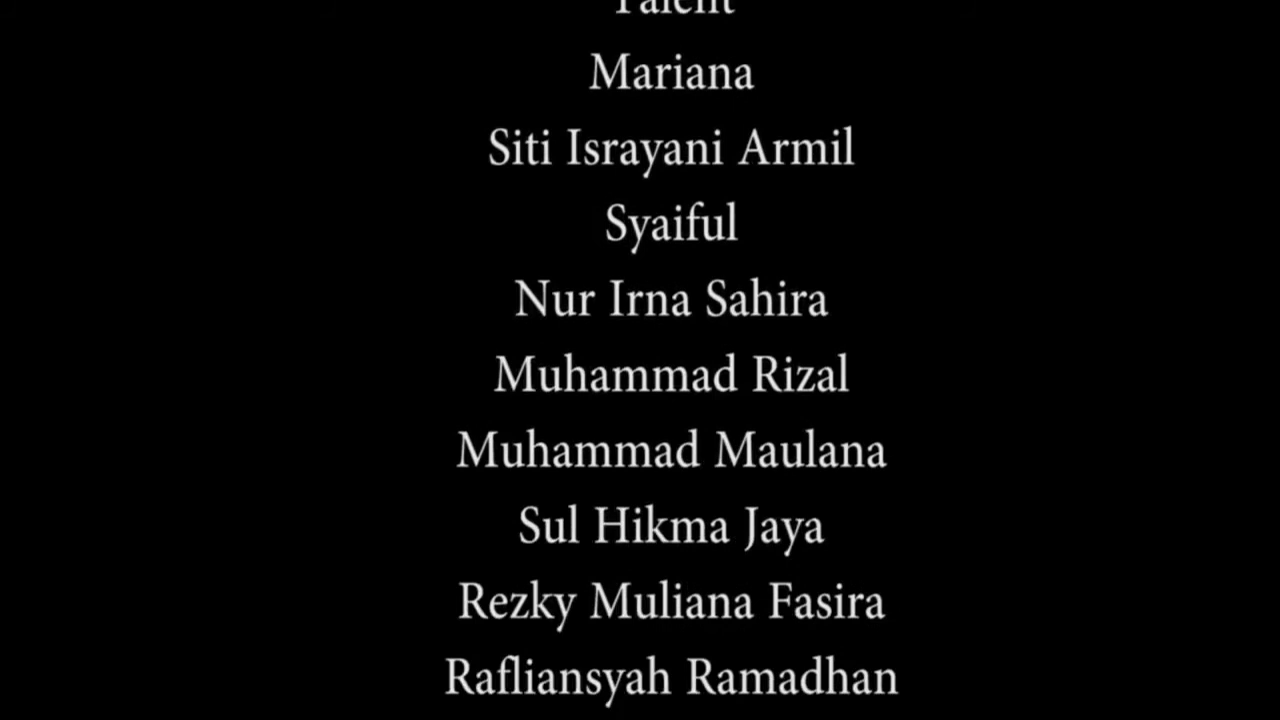 Talent
Mariana
Siti Israyani Armil
Syaiful
Nur Irna Sahira
Muhammad Rizal
Muhammad Maulana
Sul Hikma Jaya
Rezky Muliana Fasira
Rafliansyah Ramadhan